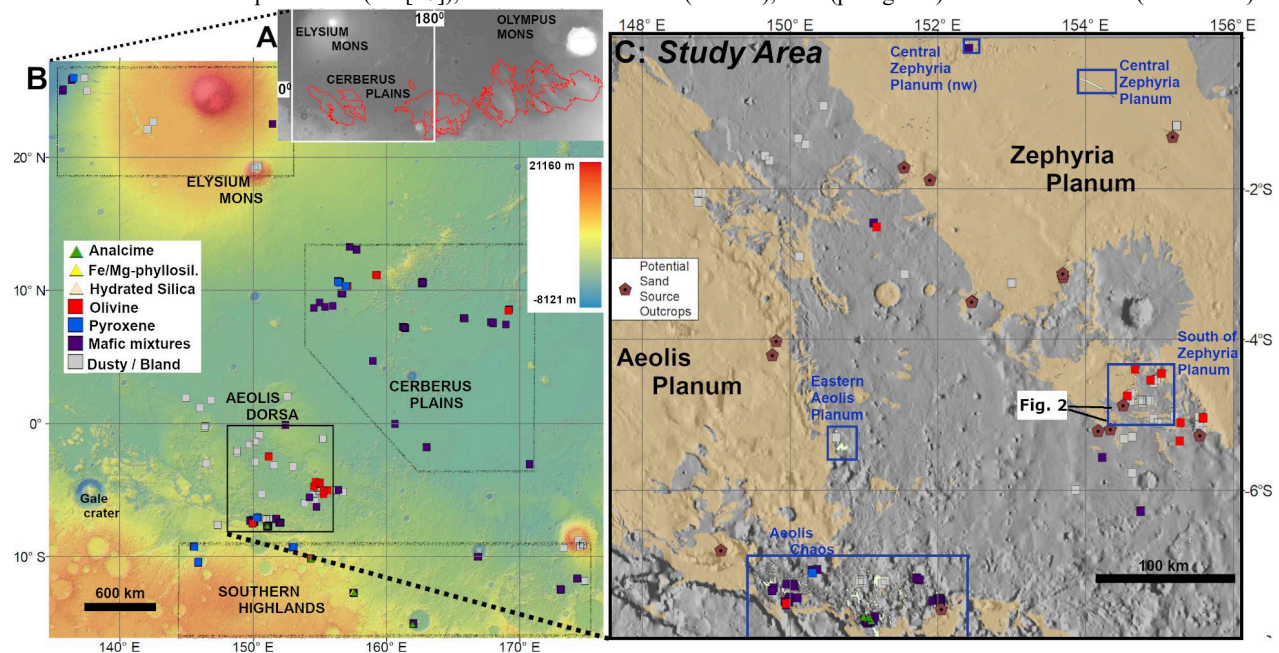 A
ELYSIUM
MONS
180⁰
OLYMPUS
MONS
CERBERUS
PLAINS
0⁰
B
20° N
10° N
0°
10° S
140° E
150° E
160° E
170° E
ELYSIUM
MONS
21160 m
-8121 m
Analcime
Fe/Mg-phyllosil.
Hydrated Silica
Olivine
Pyroxene
Mafic mixtures
Dusty / Bland
CERBERUS
PLAINS
AEOLIS
DORSA
Gale
crater
SOUTHERN
HIGHLANDS
600 km
C: Study Area
148° E
150° E
152° E
154° E
156° E
-2°S
-4°S
-6°S
Central
Zephyria
Planum (nw)
Central
Zephyria
Planum
Zephyria
Planum
Potential
Sand
Source
Outcrops
Aeolis
Planum
Eastern
Aeolis
Planum
South of
Zephyria
Planum
Fig. 2
Aeolis
Chaos
100 km